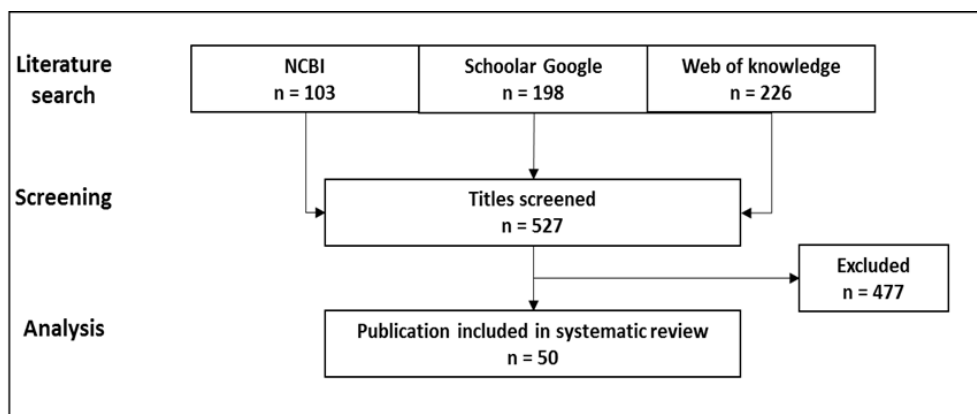 Literature
search
NCBI
n = 103
Schoolar Google
n = 198
Web of knowledge
n = 226
Screening
Titles screened
n = 527
Excluded
n = 477
Analysis
Publication included in systematic review
n = 50